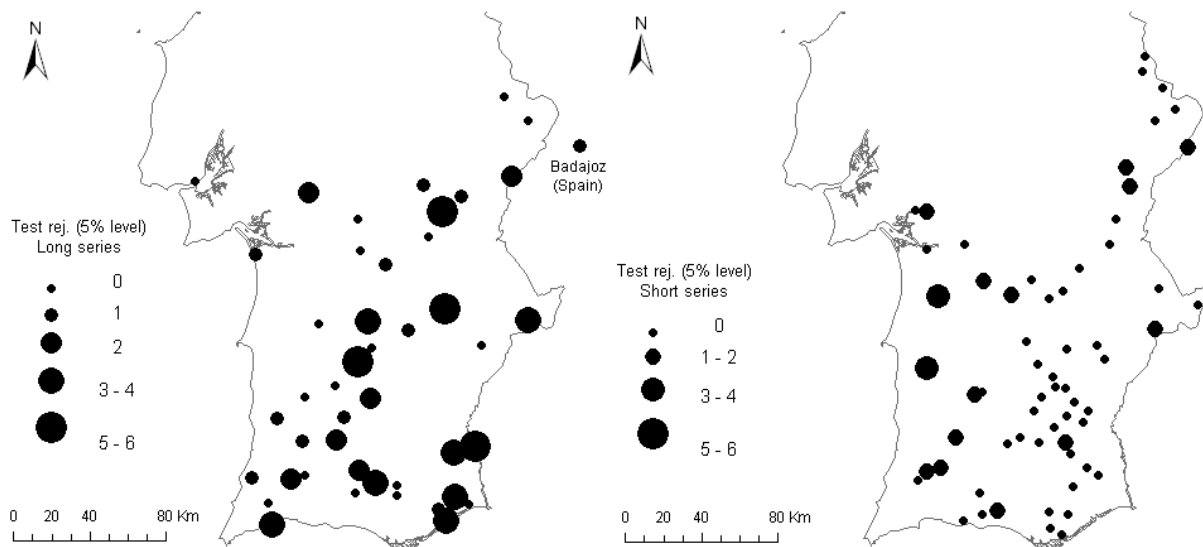 N
Badajoz
(Spain)
Test rej. (5% level)
Long series
0
1
2
3 - 4
5 - 6
0 20 40 80 Km
N
Test rej. (5% level)
Short series
0
1 - 2
3 - 4
5 - 6
0 20 40 80 Km